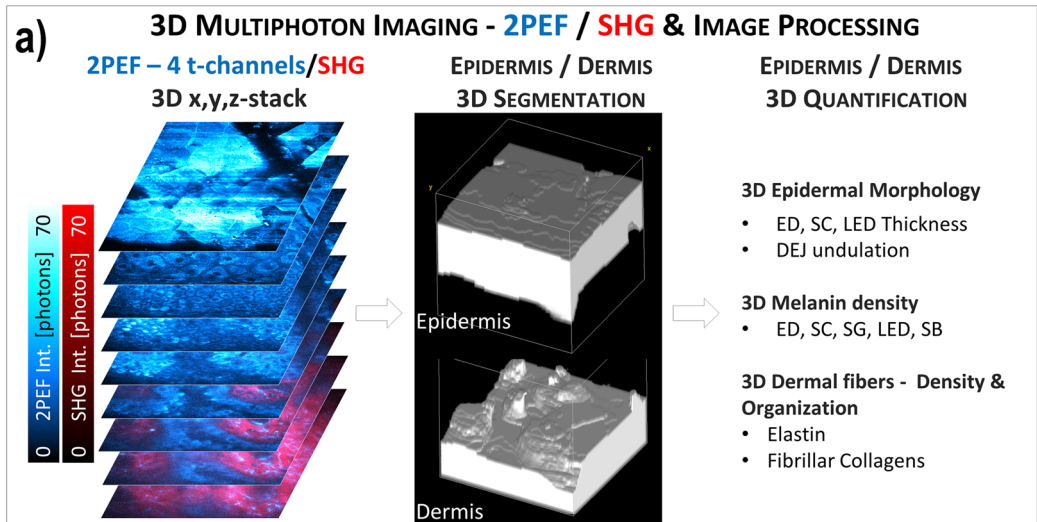 a)
3D MULTIPHOTON IMAGING - 2PEF / SHG & IMAGE PROCESSING
2PEF – 4 t-channels/SHG
3D x,y,z-stack
0 2PEF Int. [photons] 70
0 SHG Int. [photons] 70
EPIDERMIS / DERMIS
3D SEGMENTATION
x
y
Epidermis
Dermis
EPIDERMIS / DERMIS
3D QUANTIFICATION
3D Epidermal Morphology
• ED, SC, LED Thickness
• DEJ undulation
3D Melanin density
• ED, SC, SG, LED, SB
3D Dermal fibers - Density &
Organization
• Elastin
• Fibrillar Collagens